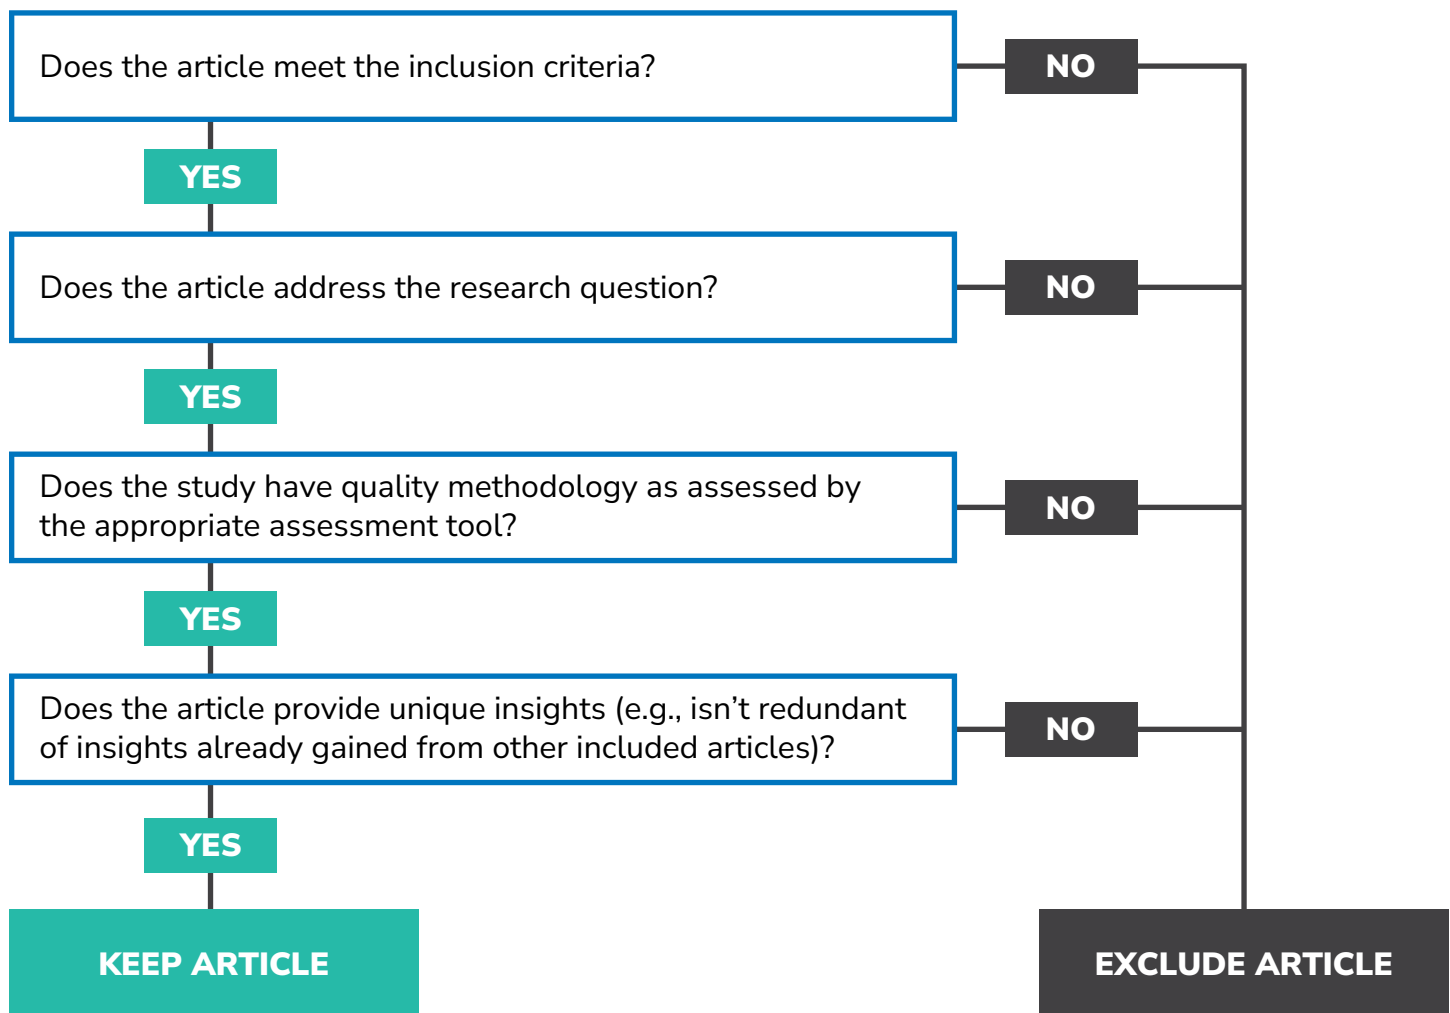 Does the article meet the inclusion criteria?
NO
YES
Does the article address the research question?
NO
YES
Does the study have quality methodology as assessed by
the appropriate assessment tool?
NO
YES
Does the article provide unique insights (e.g., isn’t redundant
of insights already gained from other included articles)?
NO
YES
KEEP ARTICLE
EXCLUDE ARTICLE